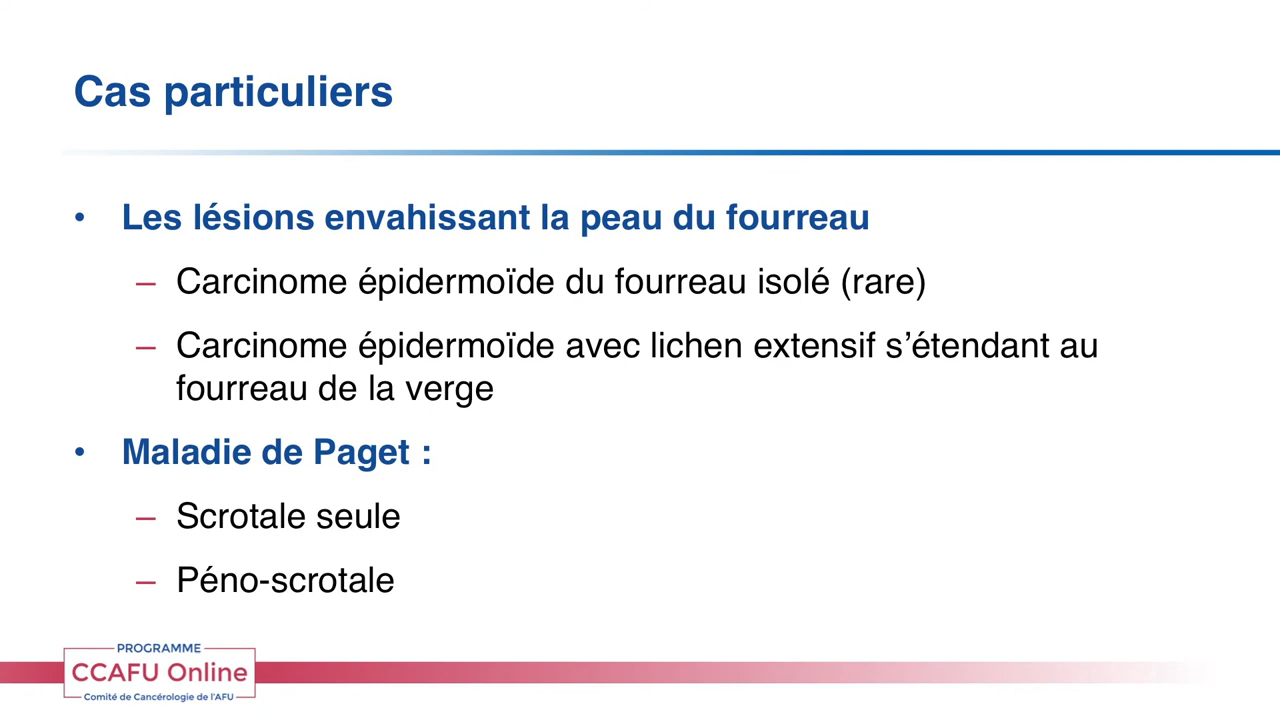 Cas particuliers
• Les lésions envahissant la peau du fourreau
– Carcinome épidermoïde du fourreau isolé (rare)
– Carcinome épidermoïde avec lichen extensif s’étendant au
fourreau de la verge
• Maladie de Paget :
– Scrotale seule
– Péno-scrotale
PROGRAMME
CCAFU Online
Comité de Cancérologie de l'AFU